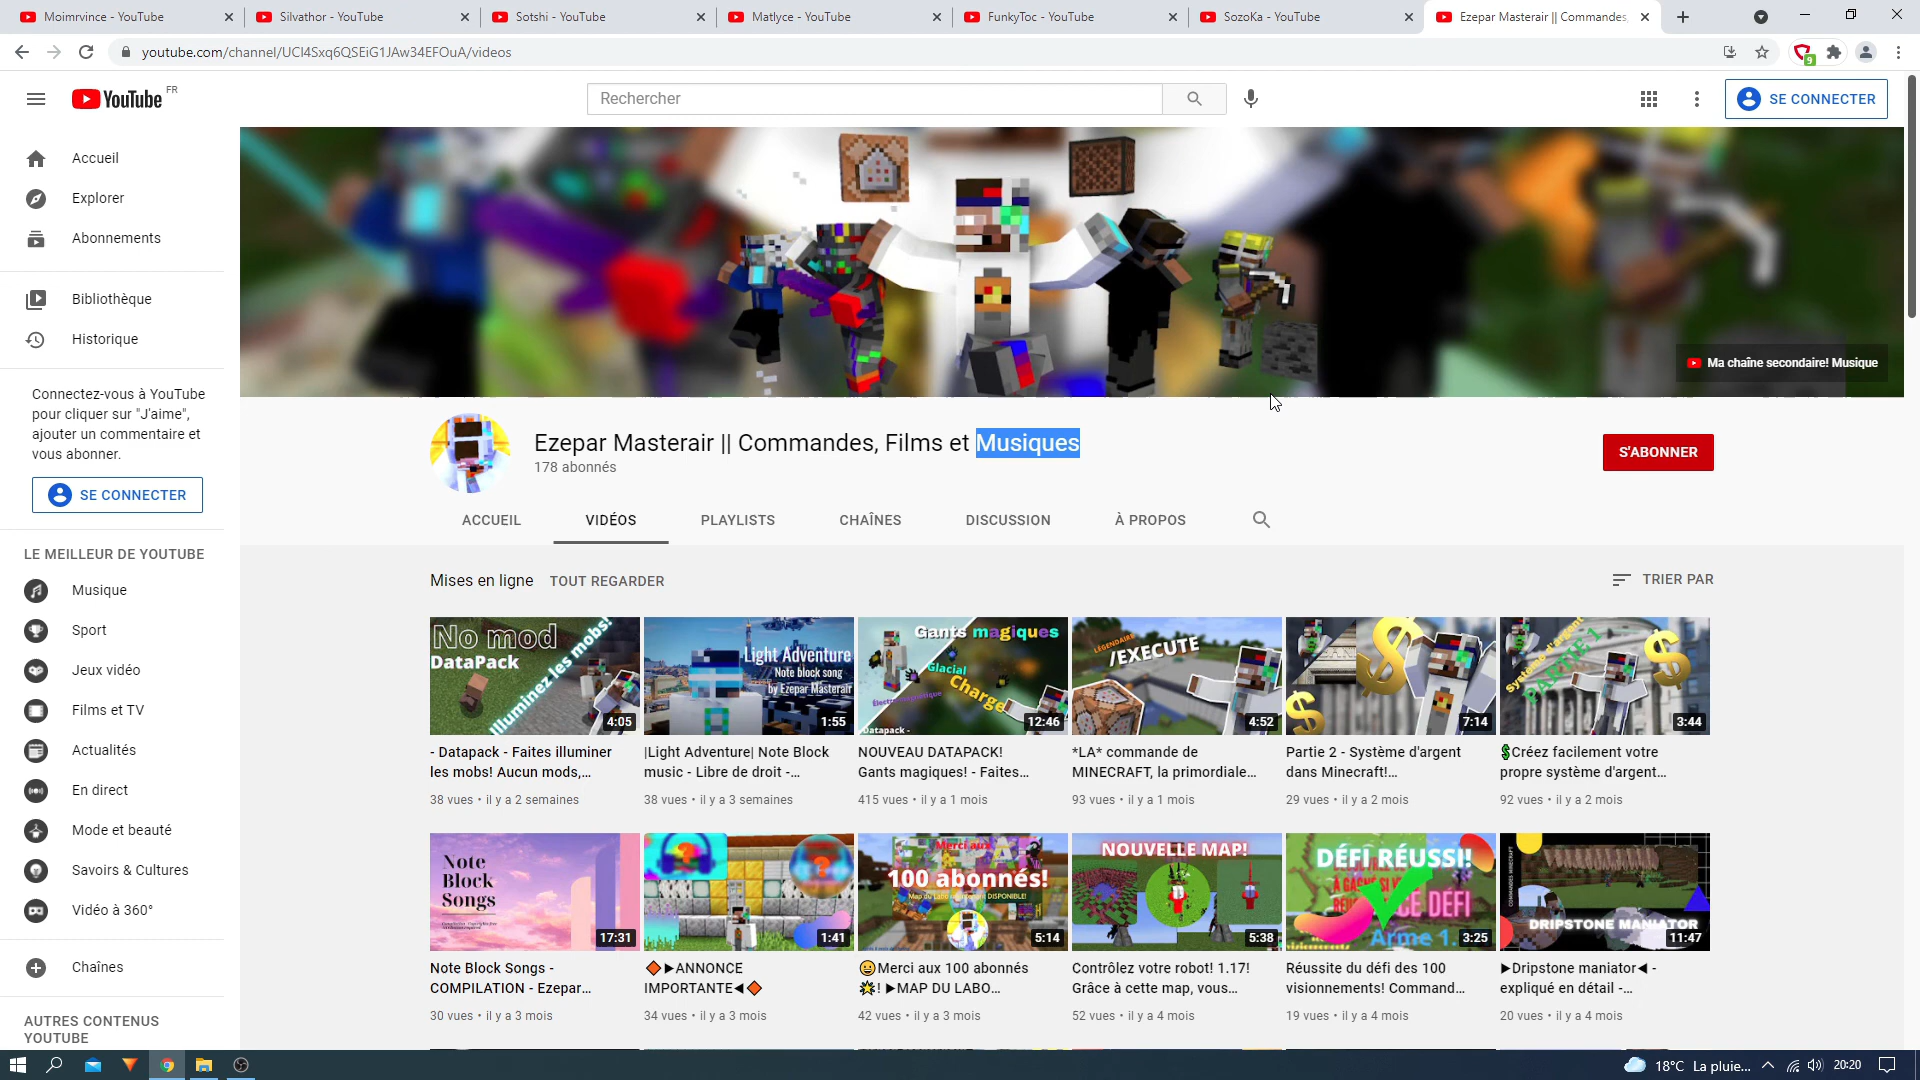 Moimrvince - YouTube
Silvathor - YouTube
Sotshi - YouTube
Matlyce - YouTube
FunkyToc - YouTube
SozoKa - YouTube
Ezepar Masterair || Commandes,
youtube.com/channel/UCI4Sxq6QSEiG1JAw34EFOuA/videos
9
YouTube FR
Rechercher
SE CONNECTER
Accueil
Explorer
Abonnements
Bibliothèque
Historique
Connectez-vous à YouTube
pour cliquer sur "J'aime",
ajouter un commentaire et
vous abonner.
SE CONNECTER
LE MEILLEUR DE YOUTUBE
Musique
Sport
Jeux vidéo
Films et TV
Actualités
En direct
Mode et beauté
Savoirs & Cultures
Vidéo à 360°
Chaînes
AUTRES CONTENUS
YOUTUBE
Ma chaîne secondaire! Musique
Ezepar Masterair || Commandes, Films et Musiques
178 abonnés
S'ABONNER
ACCUEIL
VIDÉOS
PLAYLISTS
CHAÎNES
DISCUSSION
À PROPOS
Mises en ligne
TOUT REGARDER
TRIER PAR
No mod
DataPack
Illuminez les mobs!
4:05
- Datapack - Faites illuminer
les mobs! Aucun mods,...
38 vues • il y a 2 semaines
Light Adventure
Note block song
by Ezepar Masterair
1:55
|Light Adventure| Note Block
music - Libre de droit -...
38 vues • il y a 3 semaines
Gants magiques
Glacial
Charge
Datapack -
12:46
NOUVEAU DATAPACK!
Gants magiques! - Faites...
415 vues • il y a 1 mois
LÉGENDAIRE
/EXECUTE
4:52
*LA* commande de
MINECRAFT, la primordiale...
93 vues • il y a 1 mois
7:14
Partie 2 - Système d'argent
dans Minecraft!...
29 vues • il y a 2 mois
Système d'argent
PARTIE 1
3:44
💲Créez facilement votre
propre système d'argent...
92 vues • il y a 2 mois
Note
Block
Songs
17:31
Note Block Songs -
COMPILATION - Ezepar...
30 vues • il y a 3 mois
1:41
🔶▶ANNONCE
IMPORTANTE◀🔶
34 vues • il y a 3 mois
Merci aux
100 abonnés!
5:14
😀Merci aux 100 abonnés
🌟! ▶MAP DU LABO...
42 vues • il y a 3 mois
NOUVELLE MAP!
5:38
Contrôlez votre robot! 1.17!
Grâce à cette map, vous...
52 vues • il y a 4 mois
DÉFI RÉUSSI!
CE DÉFI
Arme 1.
3:25
Réussite du défi des 100
visionnements! Command...
19 vues • il y a 4 mois
COMMANDES MINECRAFT
DRIPSTONE MANIATOR
11:47
▶Dripstone maniator◀ -
expliqué en détail -...
20 vues • il y a 4 mois
18°C La pluie...
20:20